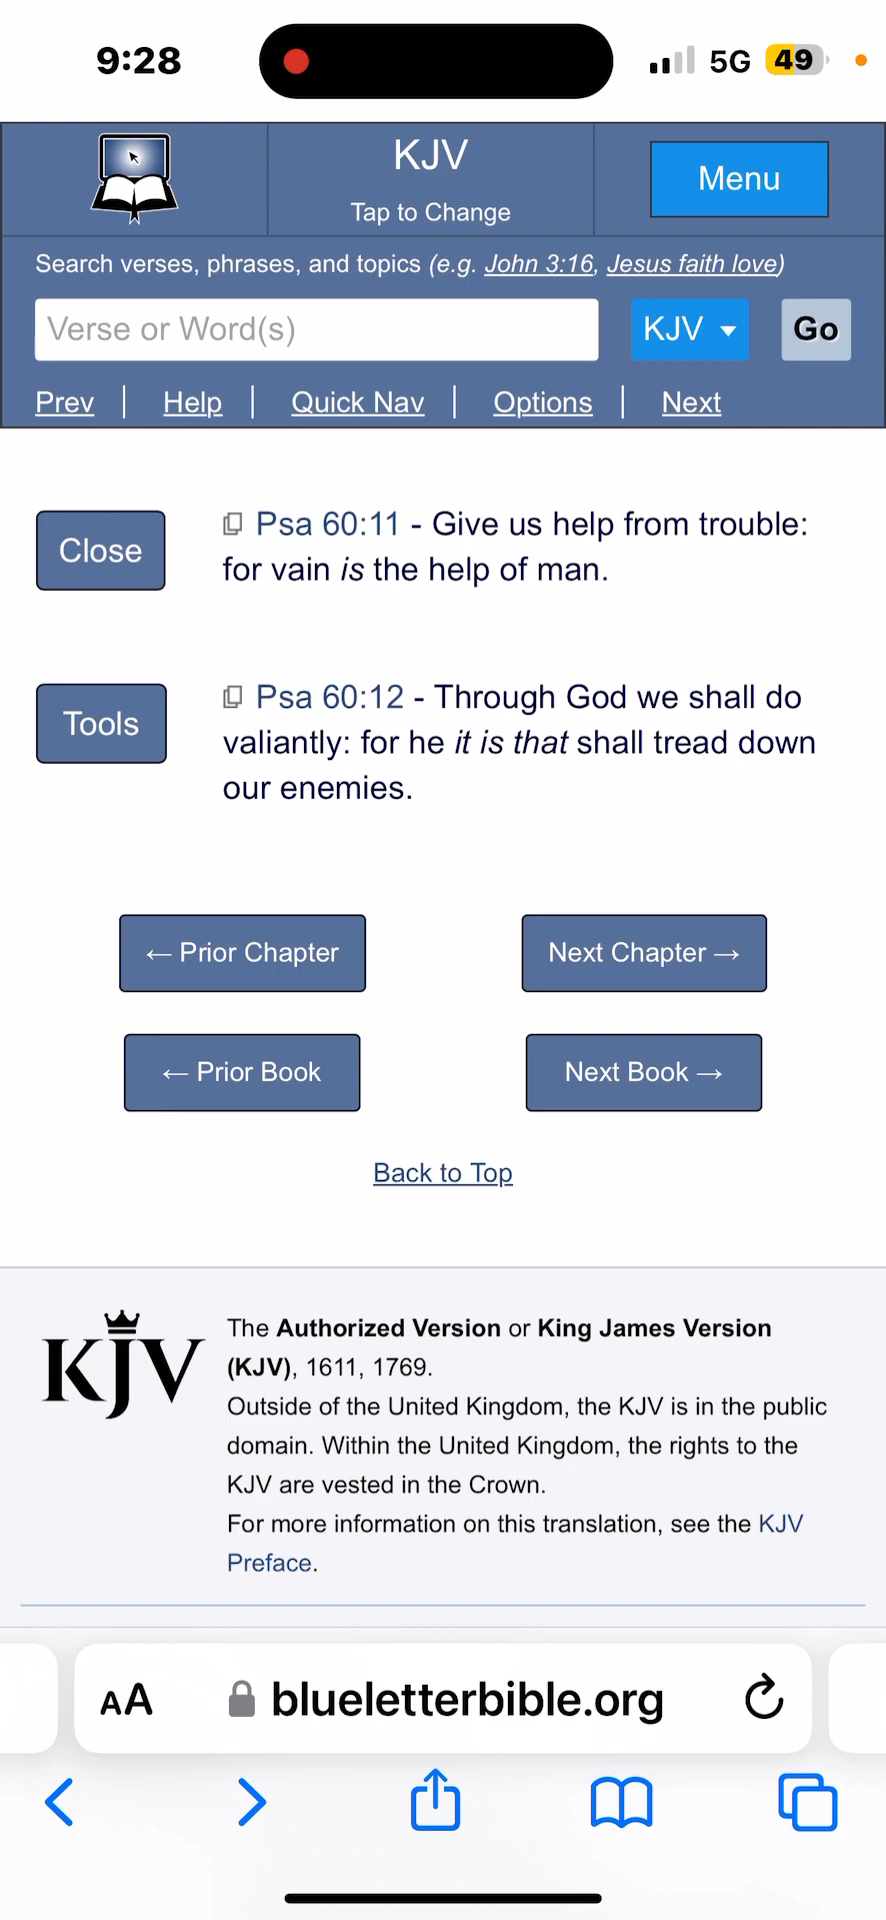 9:28
5G 49
KJV
Tap to Change
Menu
Search verses, phrases, and topics (e.g. John 3:16, Jesus faith love)
Verse or Word(s)
KJV
Go
Prev | Help | Quick Nav | Options | Next
Close
Psa 60:11 - Give us help from trouble:
for vain is the help of man.
Tools
Psa 60:12 - Through God we shall do
valiantly: for he it is that shall tread down
our enemies.
← Prior Chapter
Next Chapter →
← Prior Book
Next Book →
Back to Top
KJV
The Authorized Version or King James Version
(KJV), 1611, 1769.
Outside of the United Kingdom, the KJV is in the public
domain. Within the United Kingdom, the rights to the
KJV are vested in the Crown.
For more information on this translation, see the KJV
Preface.
AA
blueletterbible.org